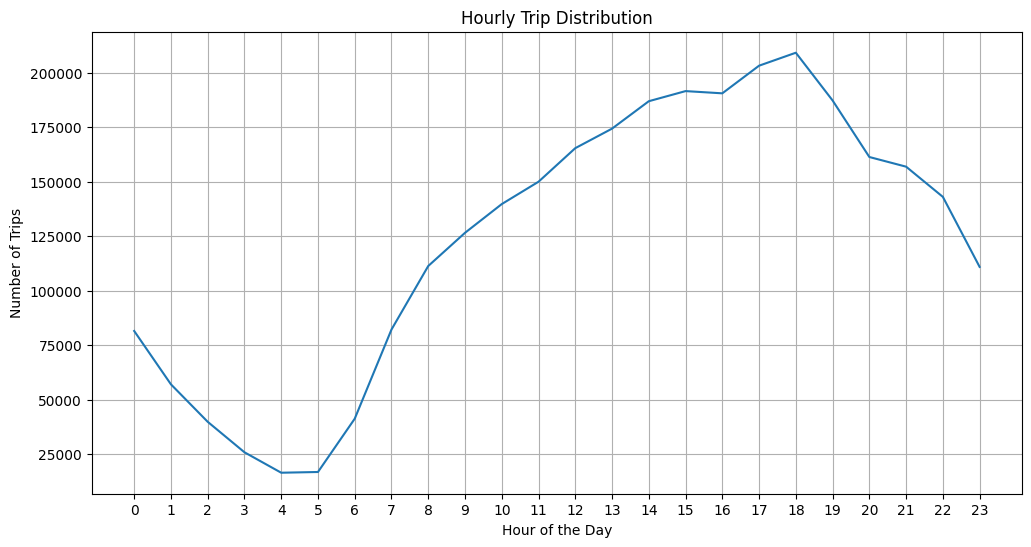 Hourly Trip Distribution
Number of Trips
200000
175000
150000
125000
100000
75000
50000
25000
0 1 2 3 4 5 6 7 8 9 10 11 12 13 14 15 16 17 18 19 20 21 22 23
Hour of the Day